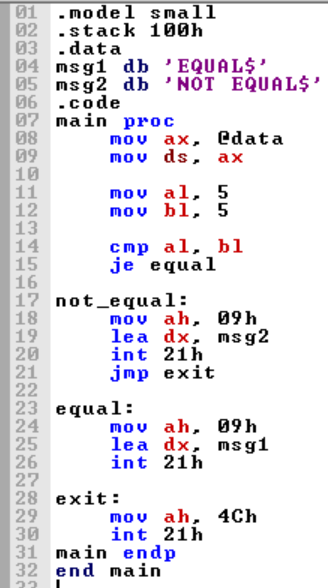 01 .model small
02 .stack 100h
03 .data
04 msg1 db 'EQUAL$'
05 msg2 db 'NOT EQUAL$'
06 .code
07 main proc
08 mov ax, @data
09 mov ds, ax
10
11 mov al, 5
12 mov bl, 5
13
14 cmp al, bl
15 je equal
16
17 not_equal:
18 mov ah, 09h
19 lea dx, msg2
20 int 21h
21 jmp exit
22
23 equal:
24 mov ah, 09h
25 lea dx, msg1
26 int 21h
27
28 exit:
29 mov ah, 4Ch
30 int 21h
31 main endp
32 end main